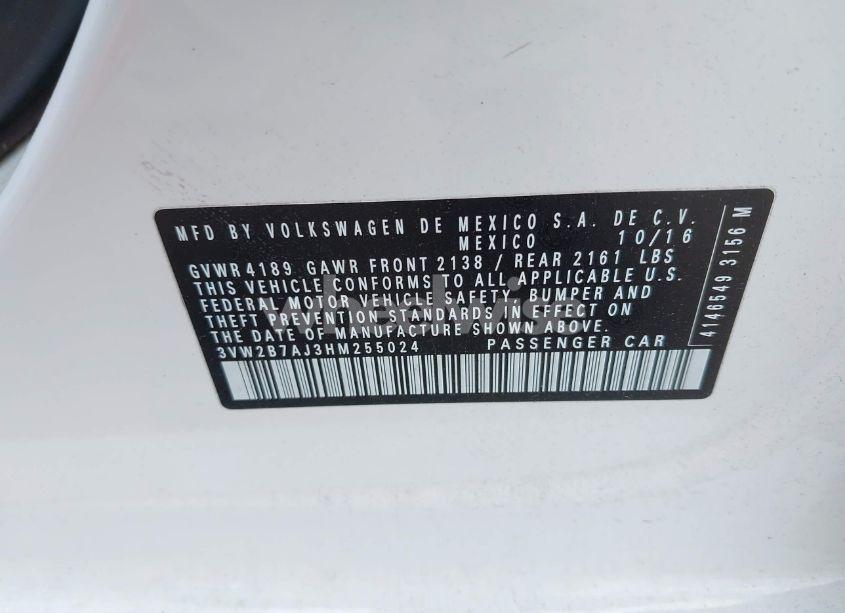 MFD BY VOLKSWAGEN DE MEXICO S.A. DE C.V.
MEXICO 10/16
GVWR 4189 GAWR FRONT 2138 / REAR 2161 LBS
THIS VEHICLE CONFORMS TO ALL APPLICABLE U.S.
FEDERAL MOTOR VEHICLE SAFETY, BUMPER AND
THEFT PREVENTION STANDARDS IN EFFECT ON
THE DATE OF MANUFACTURE SHOWN ABOVE.
3VW2B7AJ3HM255024 PASSENGER CAR
4146549 3156 M